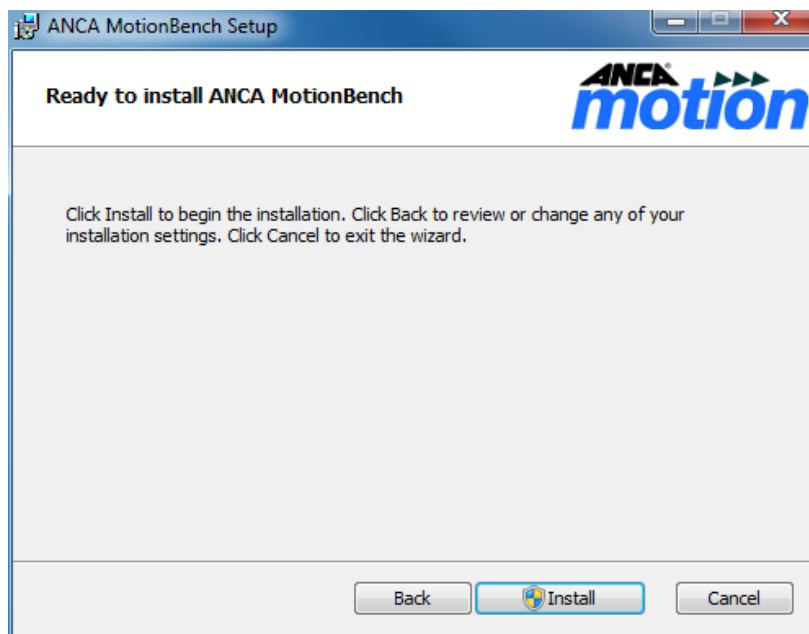 ANCA MotionBench Setup
Ready to install ANCA MotionBench
ANCA
motion
Click Install to begin the installation. Click Back to review or change any of your
installation settings. Click Cancel to exit the wizard.
Back
Install
Cancel